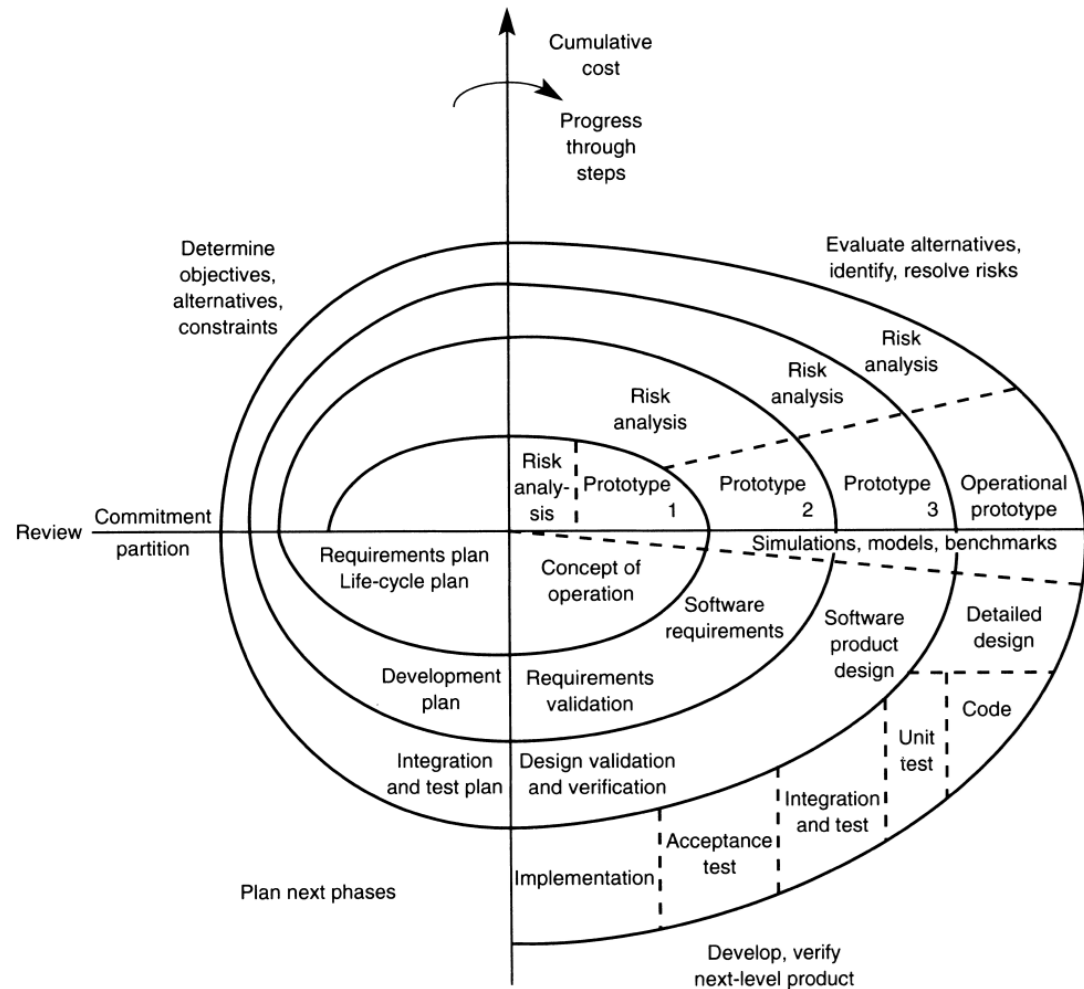 Cumulative
cost
Progress
through
steps
Determine
objectives,
alternatives,
constraints
Evaluate alternatives,
identify, resolve risks
Risk
analysis
Risk
analysis
Risk
analysis
Risk
analy-
sis
Prototype
1
Prototype
2
Prototype
3
Operational
prototype
Review
Commitment
partition
Simulations, models, benchmarks
Requirements plan
Life-cycle plan
Concept of
operation
Software
requirements
Software
product
design
Detailed
design
Development
plan
Requirements
validation
Code
Unit
test
Integration
and test plan
Design validation
and verification
Integration
and test
Acceptance
test
Implementation
Plan next phases
Develop, verify
next-level product